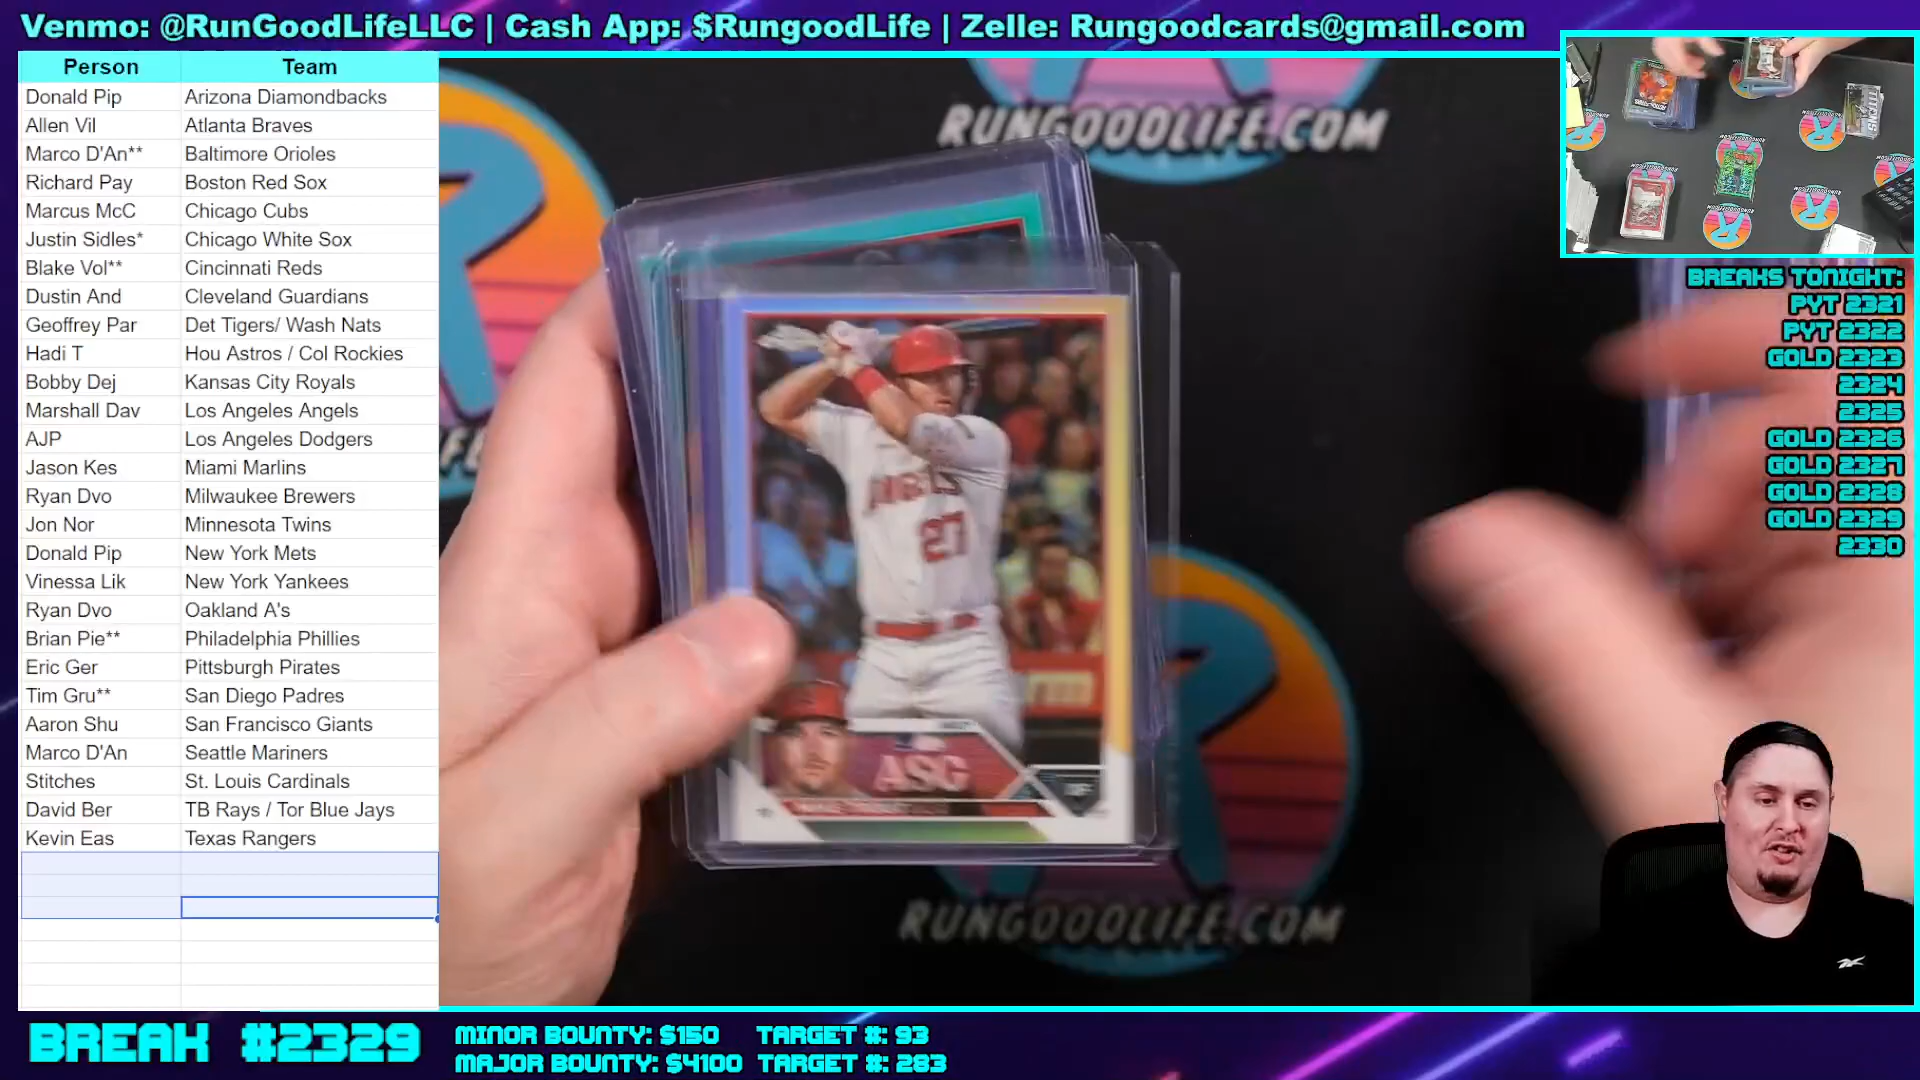 Venmo: @RunGoodLifeLLC | Cash App: $RungoodLife | Zelle: Rungoodcards@gmail.com
Person Team
Donald Pip Arizona Diamondbacks
Allen Vil Atlanta Braves
Marco D'An** Baltimore Orioles
Richard Pay Boston Red Sox
Marcus McC Chicago Cubs
Justin Sidles* Chicago White Sox
Blake Vol** Cincinnati Reds
Dustin And Cleveland Guardians
Geoffrey Par Det Tigers/ Wash Nats
Hadi T Hou Astros / Col Rockies
Bobby Dej Kansas City Royals
Marshall Dav Los Angeles Angels
AJP Los Angeles Dodgers
Jason Kes Miami Marlins
Ryan Dvo Milwaukee Brewers
Jon Nor Minnesota Twins
Donald Pip New York Mets
Vinessa Lik New York Yankees
Ryan Dvo Oakland A's
Brian Pie** Philadelphia Phillies
Eric Ger Pittsburgh Pirates
Tim Gru** San Diego Padres
Aaron Shu San Francisco Giants
Marco D'An Seattle Mariners
Stitches St. Louis Cardinals
David Ber TB Rays / Tor Blue Jays
Kevin Eas Texas Rangers
RUNGOODLIFE.COM
ANGELS
27
ASG
RUNGOODLIFE.COM
BREAKS TONIGHT:
PYT 2321
PYT 2322
GOLD 2323
2324
2325
GOLD 2326
GOLD 2327
GOLD 2328
GOLD 2329
2330
BREAK #2329
MINOR BOUNTY: $150 TARGET #: 93
MAJOR BOUNTY: $4100 TARGET #: 283